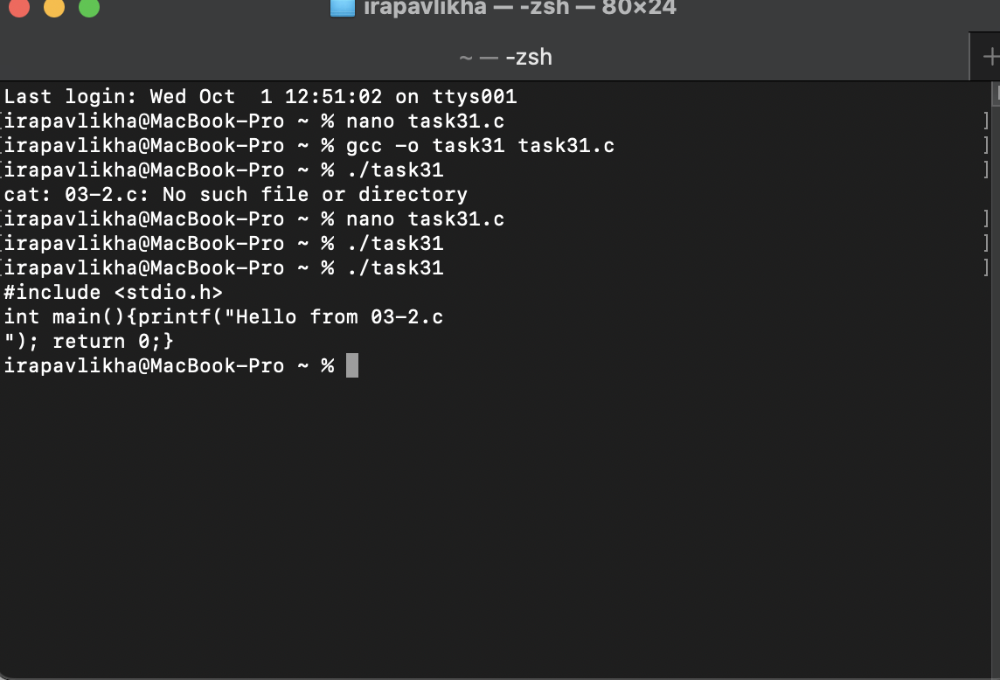 irapavlikha — -zsh — 80×24
~ — -zsh
Last login: Wed Oct  1 12:51:02 on ttys001
irapavlikha@MacBook-Pro ~ % nano task31.c
irapavlikha@MacBook-Pro ~ % gcc -o task31 task31.c
irapavlikha@MacBook-Pro ~ % ./task31
cat: 03-2.c: No such file or directory
irapavlikha@MacBook-Pro ~ % nano task31.c
irapavlikha@MacBook-Pro ~ % ./task31
irapavlikha@MacBook-Pro ~ % ./task31
#include <stdio.h>
int main(){printf("Hello from 03-2.c
"); return 0;}
irapavlikha@MacBook-Pro ~ %